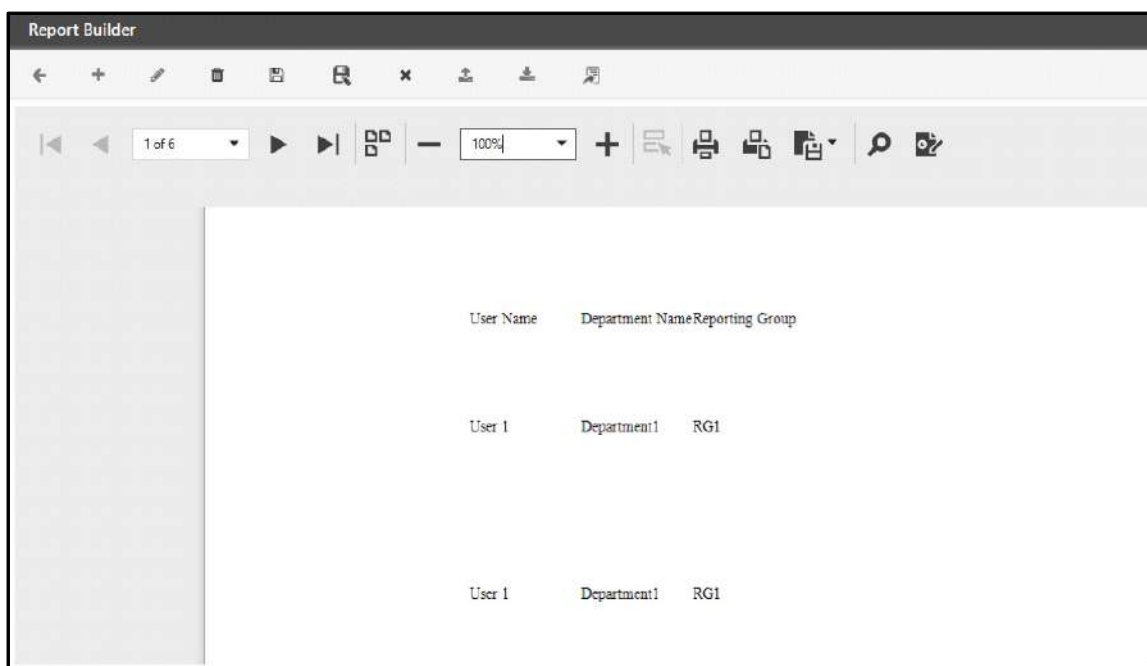 Report Builder
1 of 6 100%
User Name Department Name Reporting Group
User 1 Department1 RG1
User 1 Department1 RG1